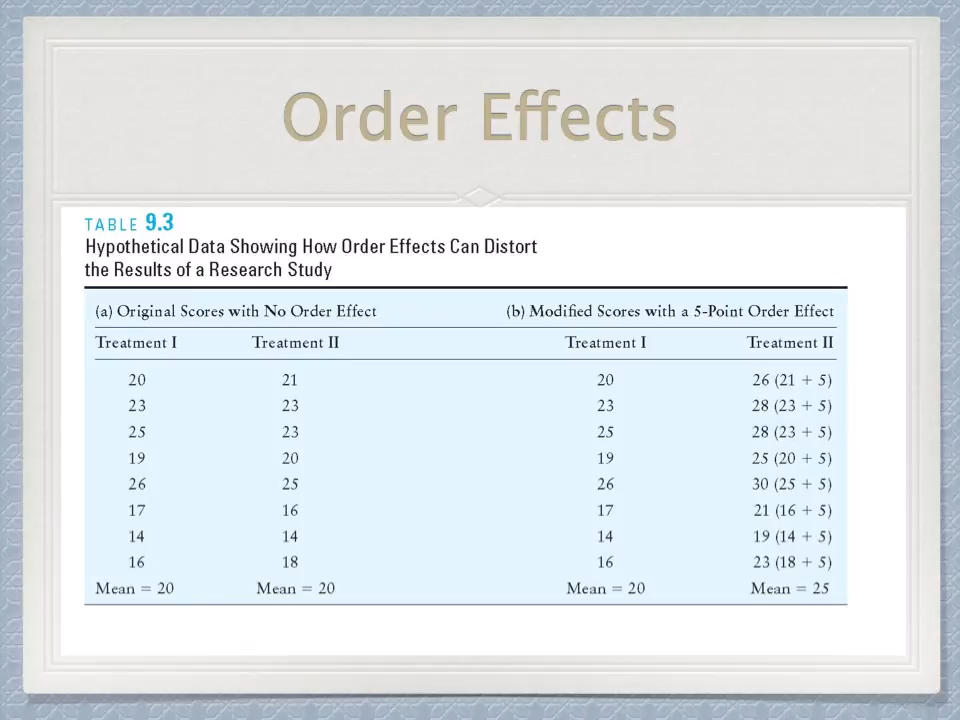 Order Effects
TABLE 9.3
Hypothetical Data Showing How Order Effects Can Distort
the Results of a Research Study
(a) Original Scores with No Order Effect (b) Modified Scores with a 5-Point Order Effect
Treatment I Treatment II Treatment I Treatment II
20 21 20 26 (21 + 5)
23 23 23 28 (23 + 5)
25 23 25 28 (23 + 5)
19 20 19 25 (20 + 5)
26 25 26 30 (25 + 5)
17 16 17 21 (16 + 5)
14 14 14 19 (14 + 5)
16 18 16 23 (18 + 5)
Mean = 20 Mean = 20 Mean = 20 Mean = 25